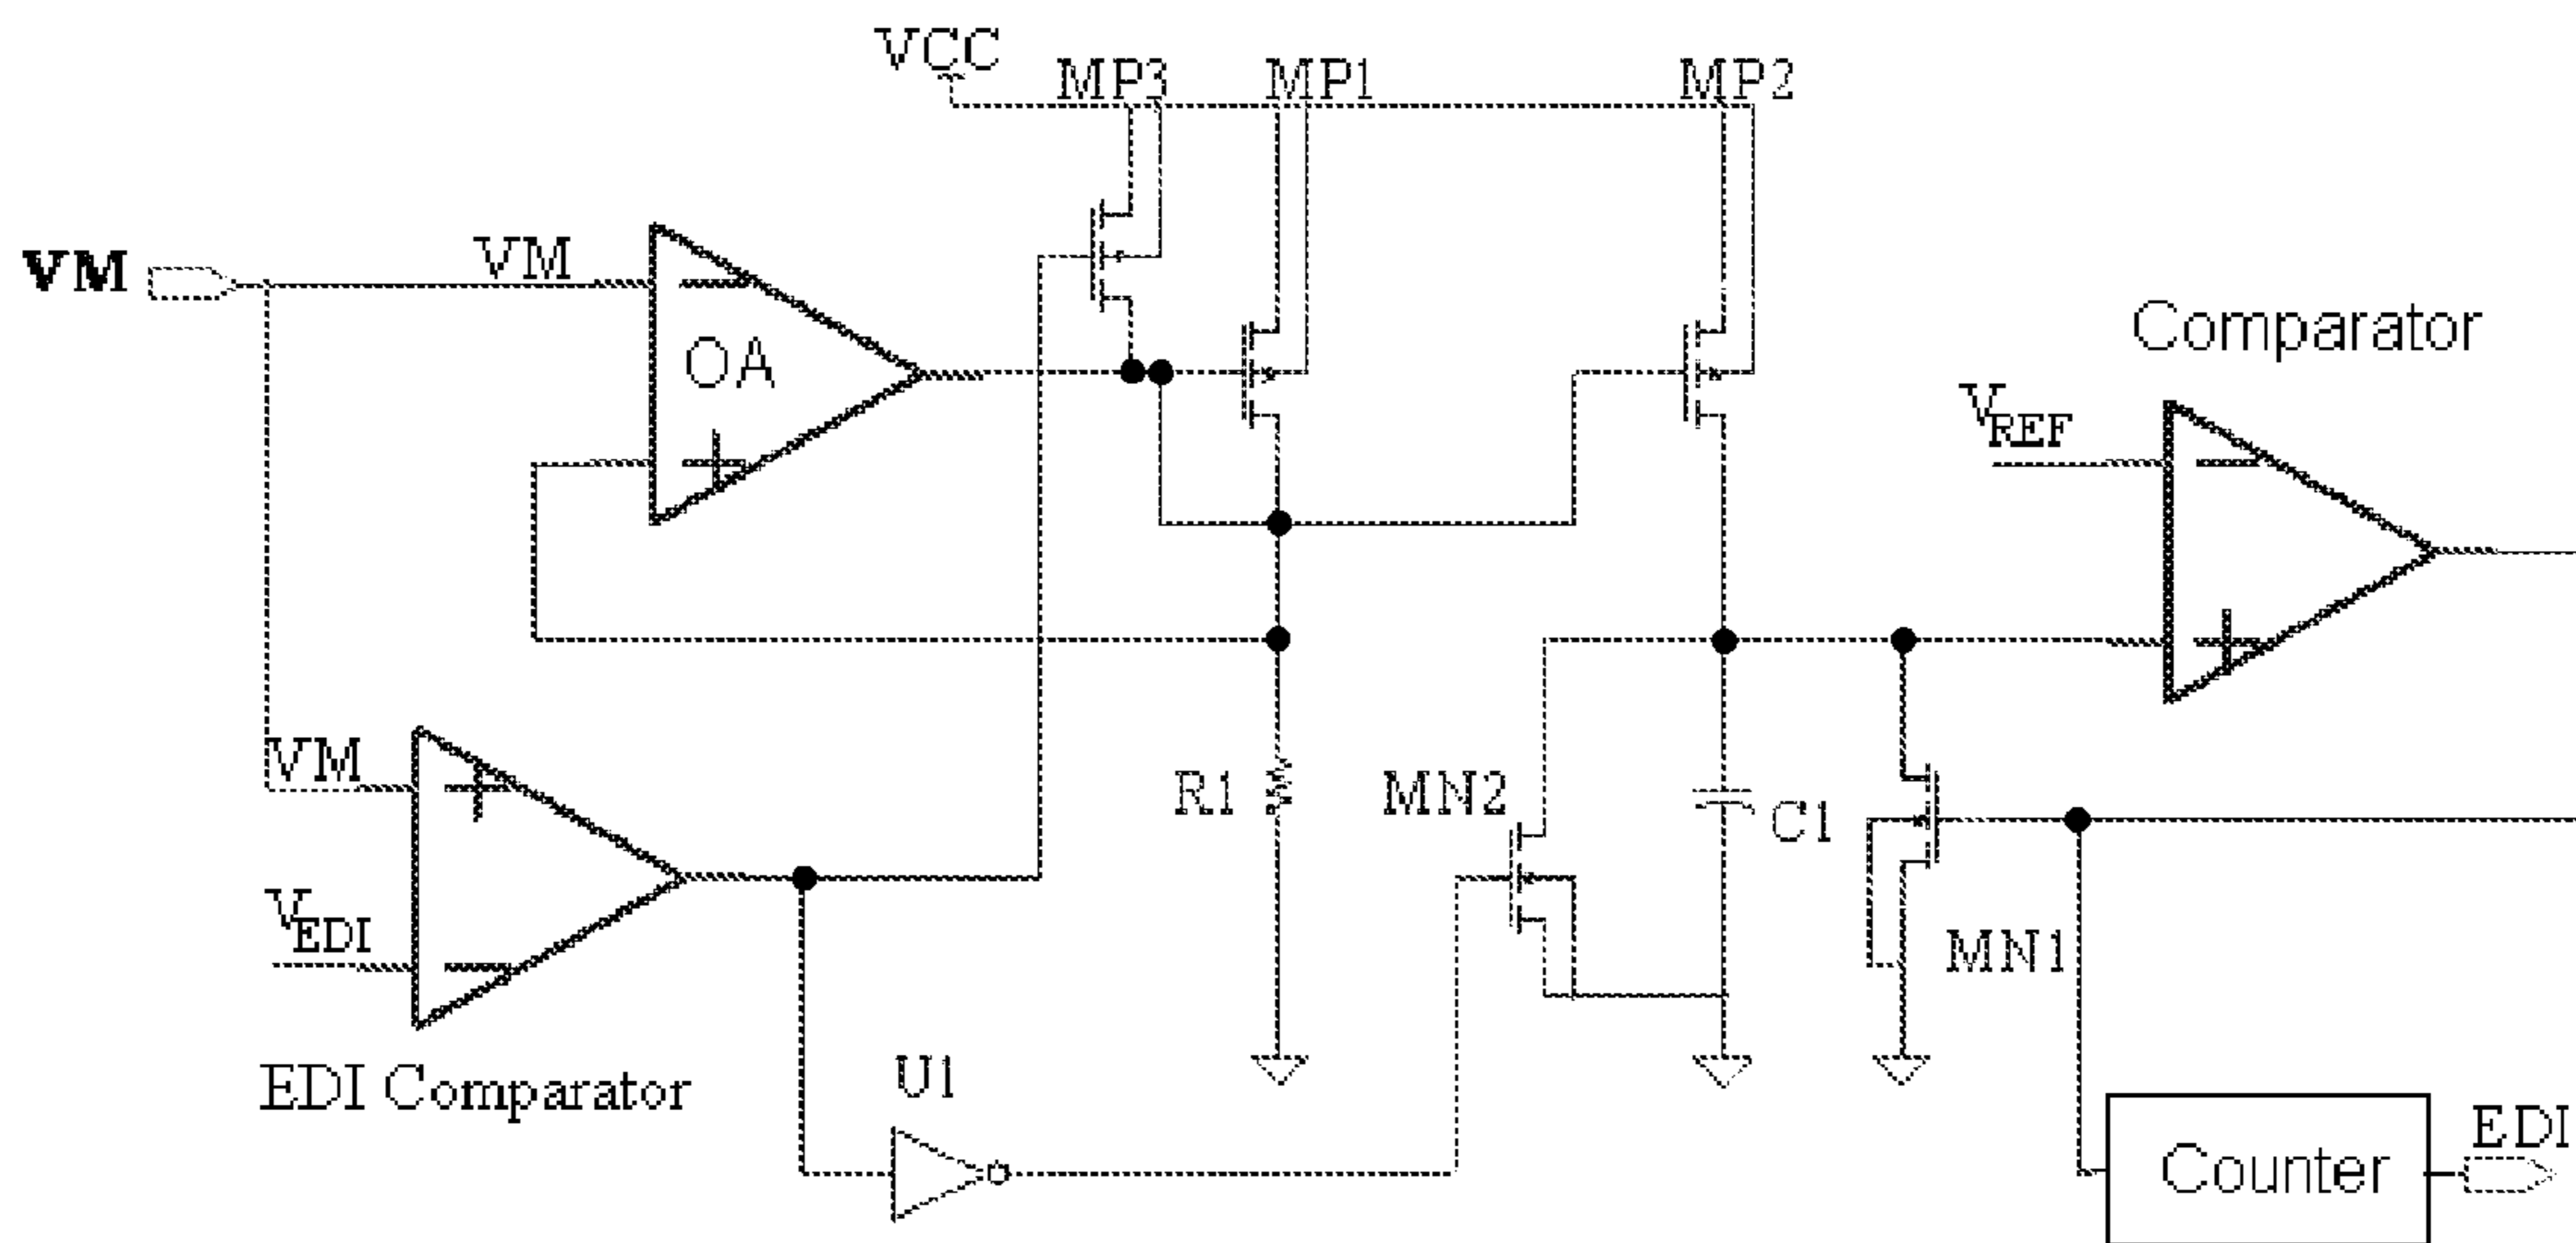 VCC
MP3
MP1
MP2
VM
VM
OA
Comparator
VREF
VM
VEDI
EDI Comparator
R1
MN2
C1
MN1
U1
Counter
EDI